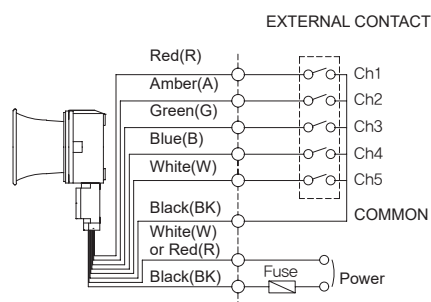 EXTERNAL CONTACT
Red(R)
Ch1
Amber(A)
Ch2
Green(G)
Ch3
Blue(B)
Ch4
White(W)
Ch5
Black(BK)
COMMON
White(W)
or Red(R)
Fuse
Power
Black(BK)